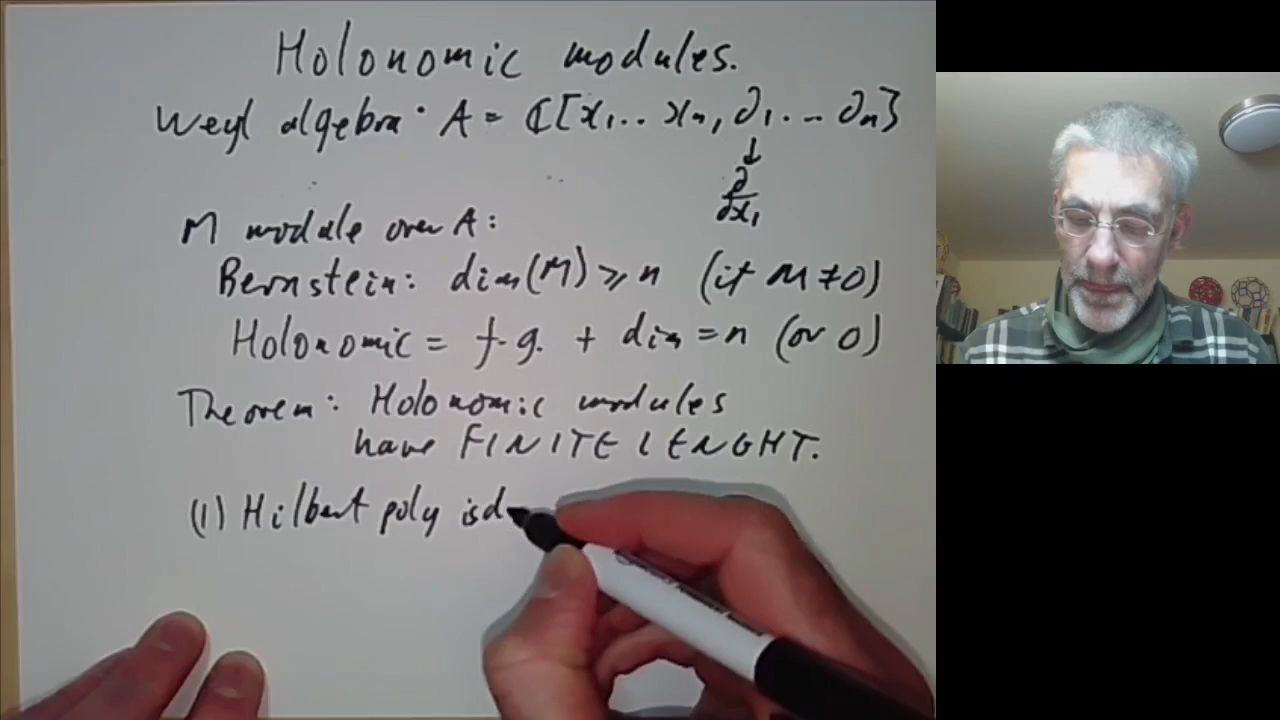 Holonomic modules.
Weyl algebra · A = ℂ[x₁.. xₙ, ∂₁... ∂ₙ}
↓
∂/∂x₁
M module over A:
Bernstein: dim(M) ⩾ n (if M ≠ 0)
Holonomic = f.g. + dim = n (or 0)
Theorem: Holonomic modules
have FINITE LENGHT.
(1) Hilbert poly is d